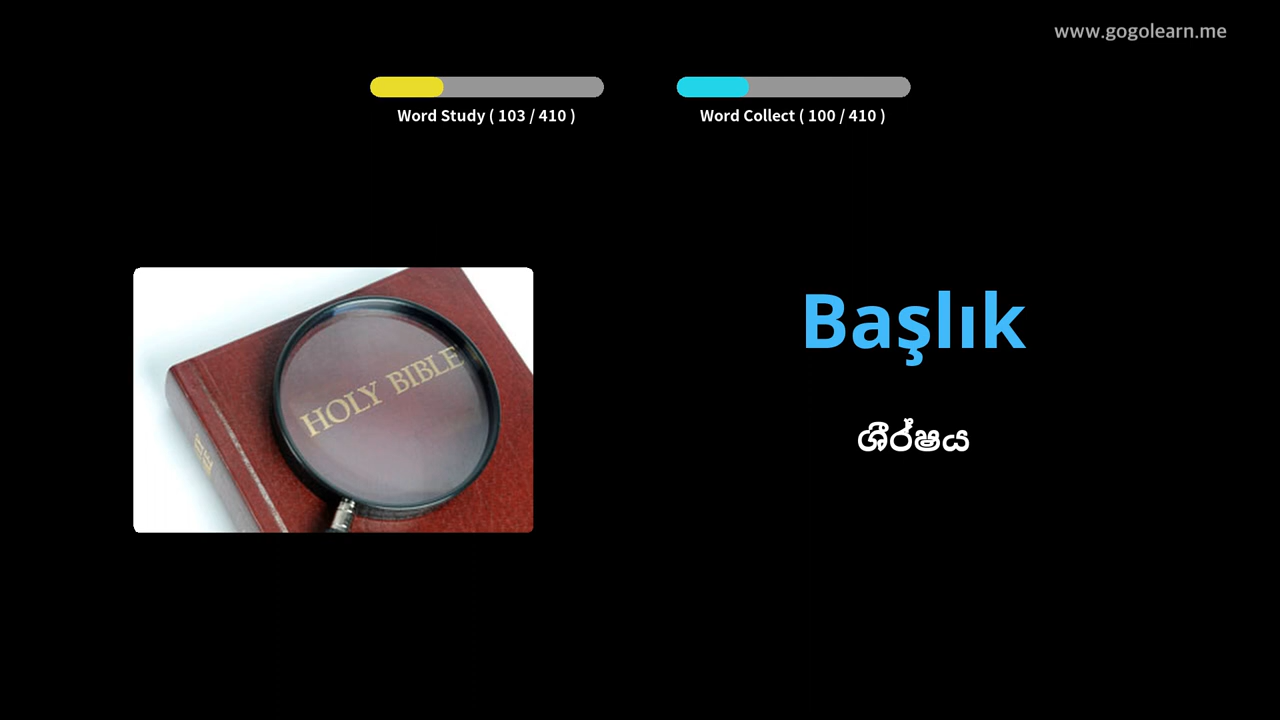 www.gogolearn.me
Word Study ( 103 / 410 )
Word Collect ( 100 / 410 )
HOLY BIBLE
Başlık
ශීර්ෂය